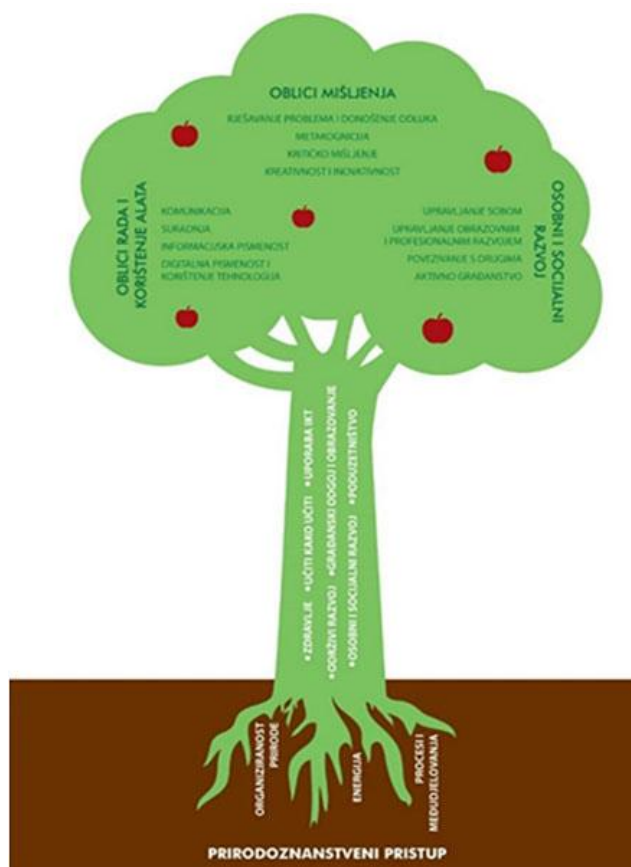 OBLICI MIŠLJENJA
RJEŠAVANJE PROBLEMA I DONOŠENJE ODLUKA
METAKOGNICIJA
KRITIČKO MIŠLJENJE
KREATIVNOST I INOVATIVNOST
OBLICI RADA I
KORIŠTENJE ALATA
KOMUNIKACIJA
SURADNJA
INFORMACIJSKA PISMENOST
DIGITALNA PISMENOST I
KORIŠTENJE TEHNOLOGIJA
UPRAVLJANJE SOBOM
UPRAVLJANJE OBRAZOVNIM
I PROFESIONALNIM RAZVOJEM
POVEZIVANJE S DRUGIMA
AKTIVNO GRAĐANSTVO
OSOBNI I SOCIJALNI
RAZVOJ
•ZDRAVLJE •UČITI KAKO UČITI •UPORABA IKT
•ODRŽIVI RAZVOJ •GRAĐANSKI ODGOJ I OBRAZOVANJE
•OSOBNI I SOCIJALNI RAZVOJ •PODUZETNIŠTVO
ORGANIZIRANOST
PRIRODE
ENERGIJA
PROCESI I
MEĐUDJELOVANJA
PRIRODOZNANSTVENI PRISTUP